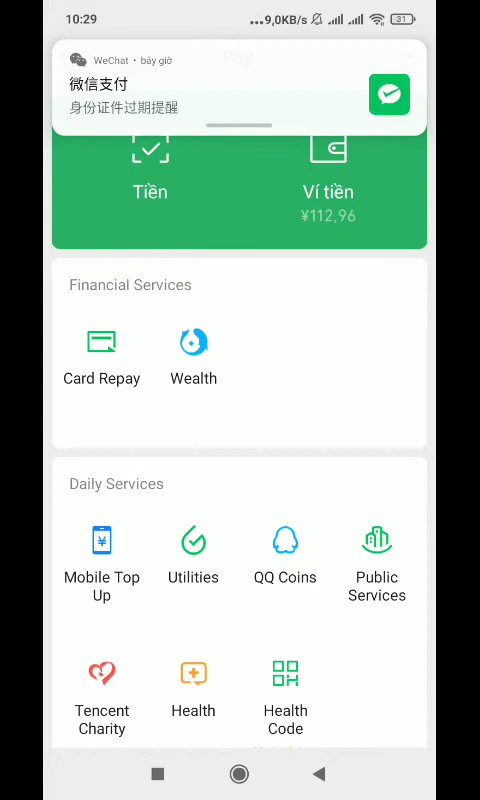 10:29
...9,0KB/s
31
WeChat • bây giờ
微信支付
身份证件过期提醒
Tiền
Ví tiền
¥112,96
Financial Services
Card Repay
Wealth
Daily Services
Mobile Top Up
Utilities
QQ Coins
Public Services
Tencent Charity
Health
Health Code